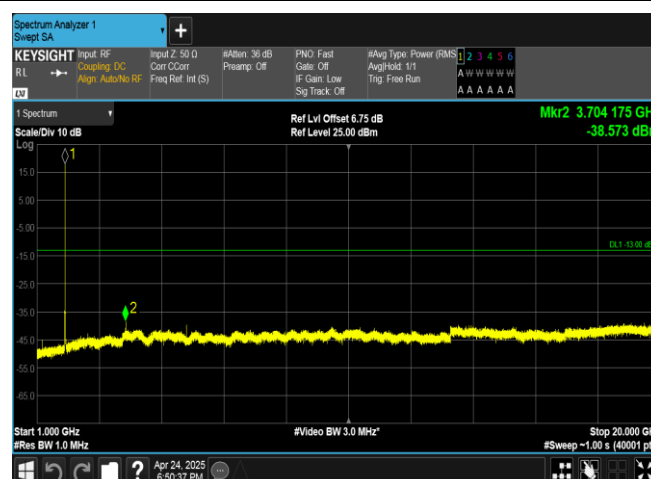 Spectrum Analyzer 1
Swept SA
+
KEYSIGHT
RL
LXI
Input: RF
Coupling: DC
Align: Auto/No RF
Input Z: 50 Ω
Corr CCorr
Freq Ref: Int (S)
#Atten: 36 dB
Preamp: Off
PNO: Fast
Gate: Off
IF Gain: Low
Sig Track: Off
#Avg Type: Power (RMS
Avg|Hold: 1/1
Trig: Free Run
1 2 3 4 5 6
A W W W W W
A A A A A A
1 Spectrum
Scale/Div 10 dB
Log
Ref Lvl Offset 6.75 dB
Ref Level 25.00 dBm
Mkr2 3.704 175 GH
-38.573 dBr
1
15.0
5.00
-5.00
DL1 -13.00 dB
-15.0
-25.0
2
-35.0
-45.0
-55.0
-65.0
Start 1.000 GHz
#Res BW 1.0 MHz
#Video BW 3.0 MHz*
Stop 20.000 GH
#Sweep ~1.00 s (40001 pt
?
Apr 24, 2025
6:50:37 PM